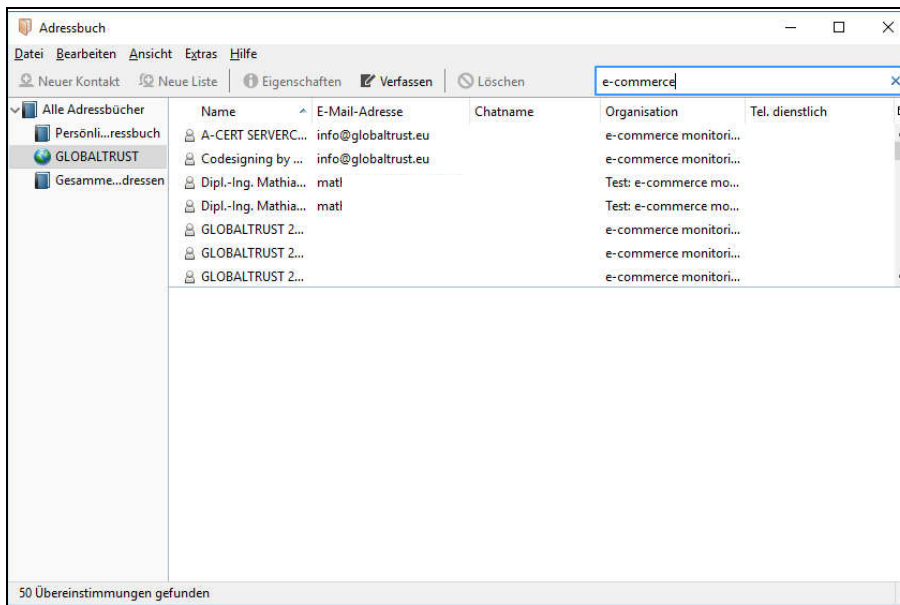 Adressbuch
Datei Bearbeiten Ansicht Extras Hilfe
Neuer Kontakt Neue Liste Eigenschaften Verfassen Löschen e-commerce
Alle Adressbücher
Persönli...ressbuch
GLOBALTRUST
Gesamme...dressen
Name E-Mail-Adresse Chatname Organisation Tel. dienstlich
A-CERT SERVERC... info@globaltrust.eu e-commerce monitori...
Codesigning by ... info@globaltrust.eu e-commerce monitori...
Dipl.-Ing. Mathia... matl Test: e-commerce mo...
Dipl.-Ing. Mathia... matl Test: e-commerce mo...
GLOBALTRUST 2... e-commerce monitori...
GLOBALTRUST 2... e-commerce monitori...
GLOBALTRUST 2... e-commerce monitori...
50 Übereinstimmungen gefunden